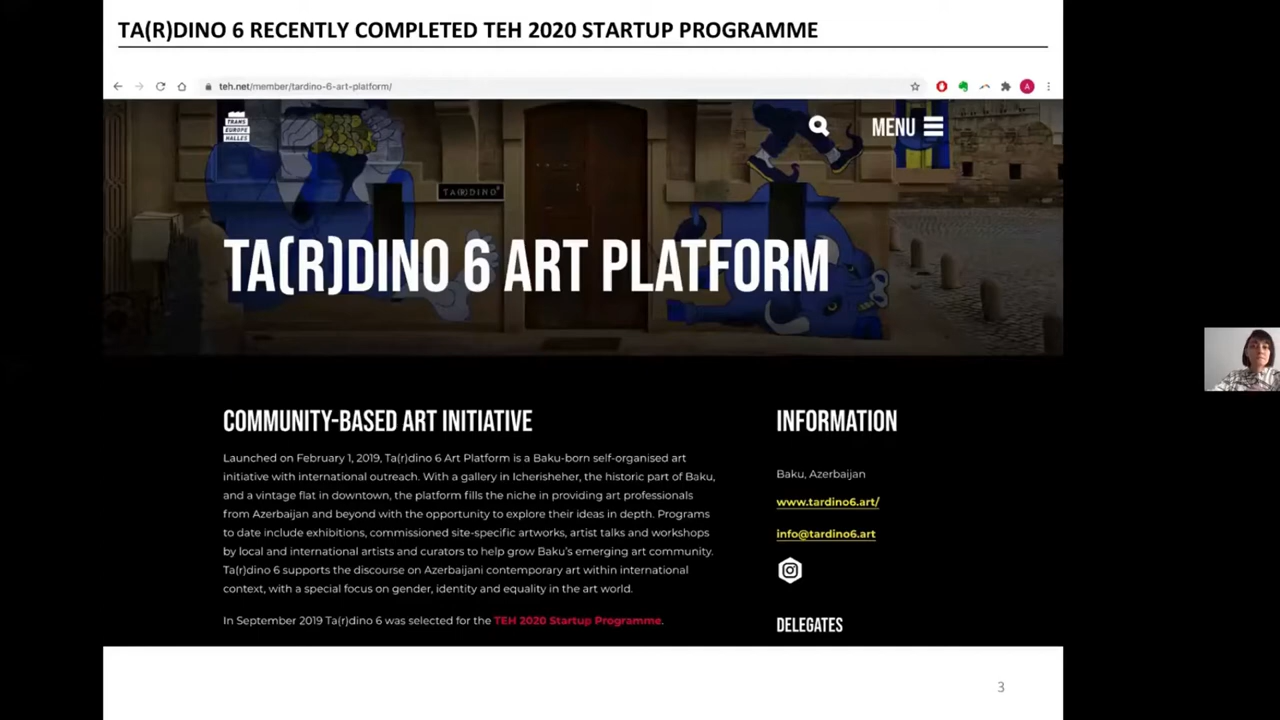 TA(R)DINO 6 RECENTLY COMPLETED TEH 2020 STARTUP PROGRAMME
teh.net/member/tardino-6-art-platform/
A
TRANS
EUROPE
HALLES
MENU
TA(R)DINO6
TA(R)DINO 6 ART PLATFORM
COMMUNITY-BASED ART INITIATIVE
Launched on February 1, 2019, Ta(r)dino 6 Art Platform is a Baku-born self-organised art
initiative with international outreach. With a gallery in Icherisheher, the historic part of Baku,
and a vintage flat in downtown, the platform fills the niche in providing art professionals
from Azerbaijan and beyond with the opportunity to explore their ideas in depth. Programs
to date include exhibitions, commissioned site-specific artworks, artist talks and workshops
by local and international artists and curators to help grow Baku's emerging art community.
Ta(r)dino 6 supports the discourse on Azerbaijani contemporary art within international
context, with a special focus on gender, identity and equality in the art world.
In September 2019 Ta(r)dino 6 was selected for the TEH 2020 Startup Programme.
INFORMATION
Baku, Azerbaijan
www.tardino6.art/
info@tardino6.art
DELEGATES
3